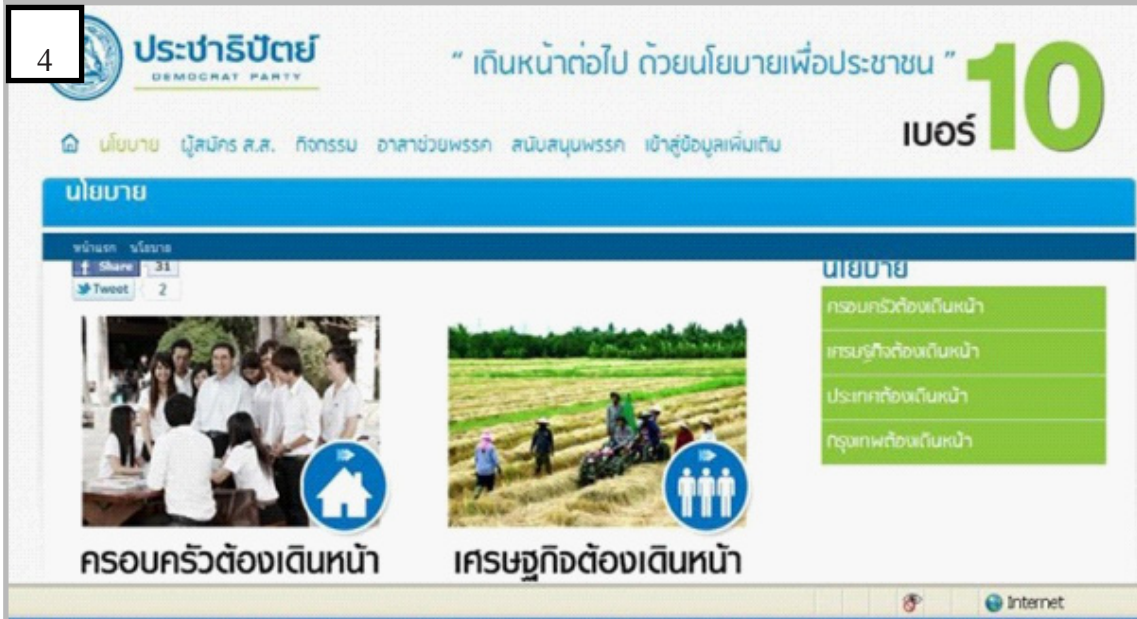 4
ประชาธิปัตย์
DEMOCRAT PARTY
“ เดินหน้าต่อไป ด้วยนโยบายเพื่อประชาชน ”
เบอร์ 10
นโยบาย ผู้สมัคร ส.ส. กิจกรรม อาสาช่วยพรรค สนับสนุนพรรค เข้าสู่ข้อมูลเพิ่มเติม
นโยบาย
หน้าแรก นโยบาย
f Share 31
Tweet 2
นโยบาย
ครอบครัวต้องเดินหน้า
เศรษฐกิจต้องเดินหน้า
ประเทศต้องเดินหน้า
กรุงเทพต้องเดินหน้า
ครอบครัวต้องเดินหน้า
เศรษฐกิจต้องเดินหน้า
Internet